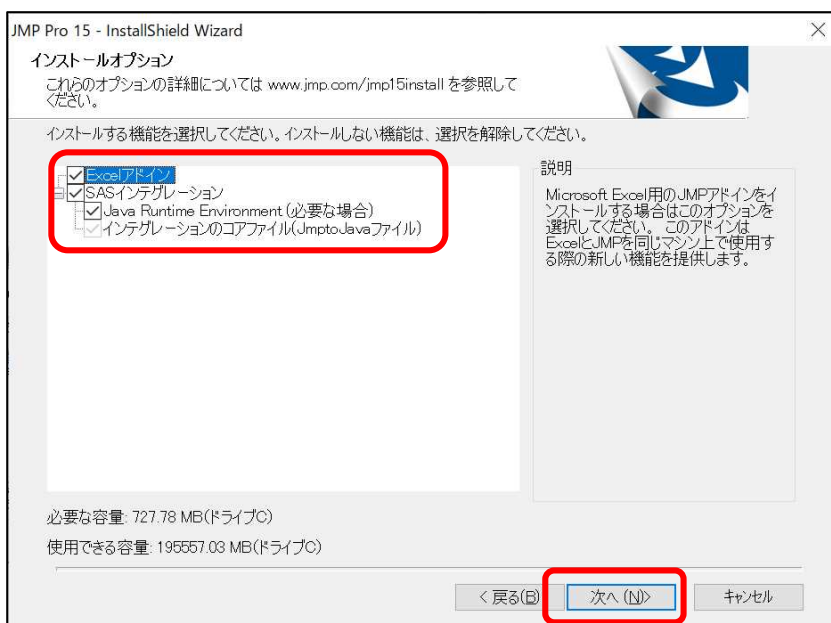 JMP Pro 15 - InstallShield Wizard
インストールオプション
これらのオプションの詳細については www.jmp.com/jmp15install を参照して
ください。
インストールする機能を選択してください。インストールしない機能は、選択を解除してください。
Excelアドイン
SASインテグレーション
Java Runtime Environment (必要な場合)
インテグレーションのコアファイル(JmptoJavaファイル)
説明
Microsoft Excel用のJMPアドインをイ
ンストールする場合はこのオプションを
選択してください。 このアドインは
ExcelとJMPを同じマシン上で使用す
る際の新しい機能を提供します。
必要な容量: 727.78 MB(ドライブC)
使用できる容量: 195557.03 MB(ドライブC)
< 戻る(B)
次へ (N)>
キャンセル